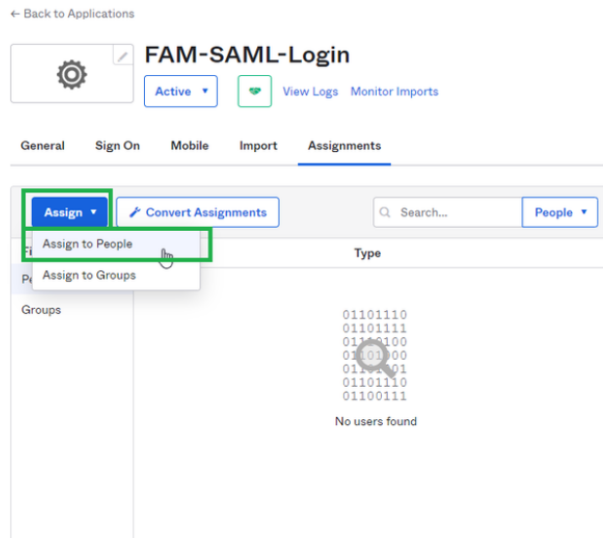 ← Back to Applications
FAM-SAML-Login
Active ▼
View Logs Monitor Imports
General Sign On Mobile Import Assignments
Assign ▼ Convert Assignments Search... People ▼
Assign to People
Type
Assign to Groups
Groups
01101110
01101111
01101001
No users found